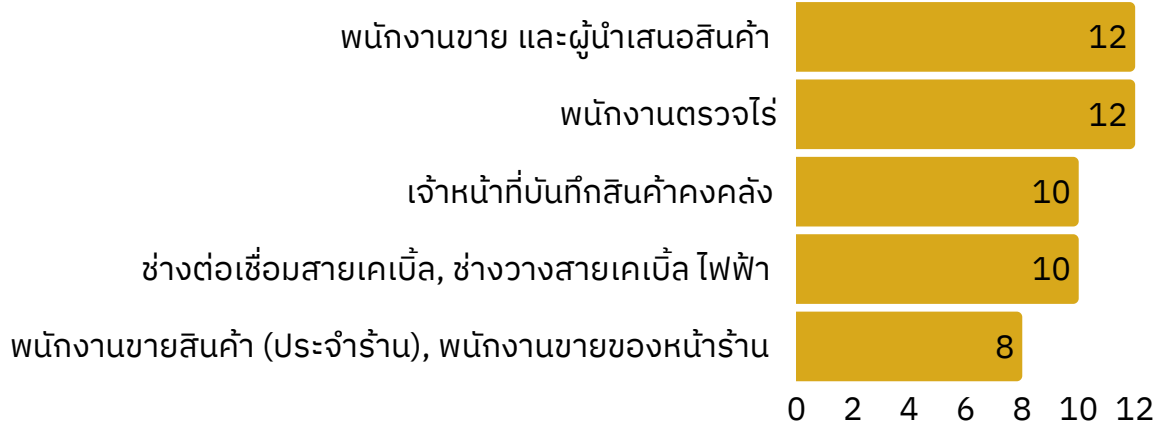 พนักงานขาย และผู้นำเสนอสินค้า 12
พนักงานตรวจไร่ 12
เจ้าหน้าที่บันทึกสินค้าคงคลัง 10
ช่างต่อเชื่อมสายเคเบิ้ล, ช่างวางสายเคเบิ้ล ไฟฟ้า 10
พนักงานขายสินค้า (ประจำร้าน), พนักงานขายของหน้าร้าน 8
0 2 4 6 8 10 12